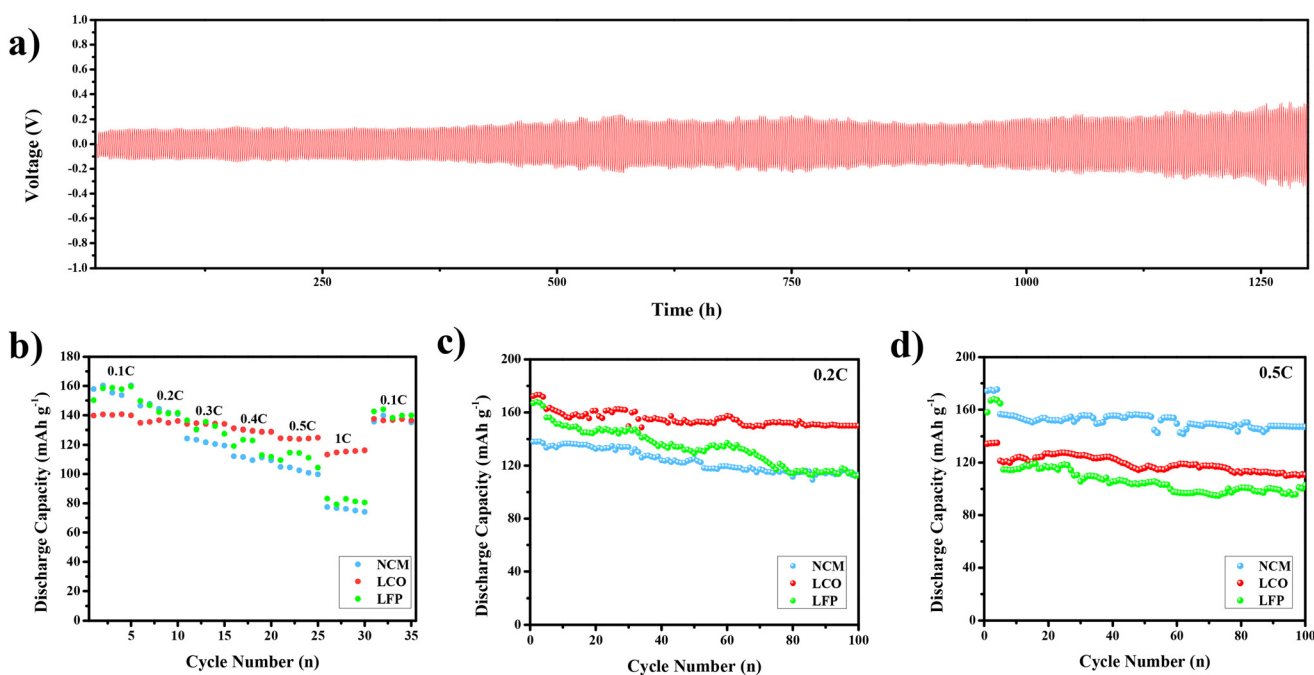 a)
Voltage (V)
1.0
0.8
0.6
0.4
0.2
0.0
-0.2
-0.4
-0.6
-0.8
-1.0
250 500 750 1000 1250
Time (h)
b)
Discharge Capacity (mAh g⁻¹)
180
160
140
120
100
80
60
40
20
0
0.1C
0.2C
0.3C
0.4C
0.5C
1C
0.1C
NCM
LCO
LFP
5 10 15 20 25 30 35
Cycle Number (n)
c)
0.2C
Discharge Capacity (mAh g⁻¹)
200
160
120
80
40
0
NCM
LCO
LFP
0 20 40 60 80 100
Cycle Number (n)
d)
0.5C
Discharge Capacity (mAh g⁻¹)
200
160
120
80
40
0
NCM
LCO
LFP
0 20 40 60 80 100
Cycle Number (n)